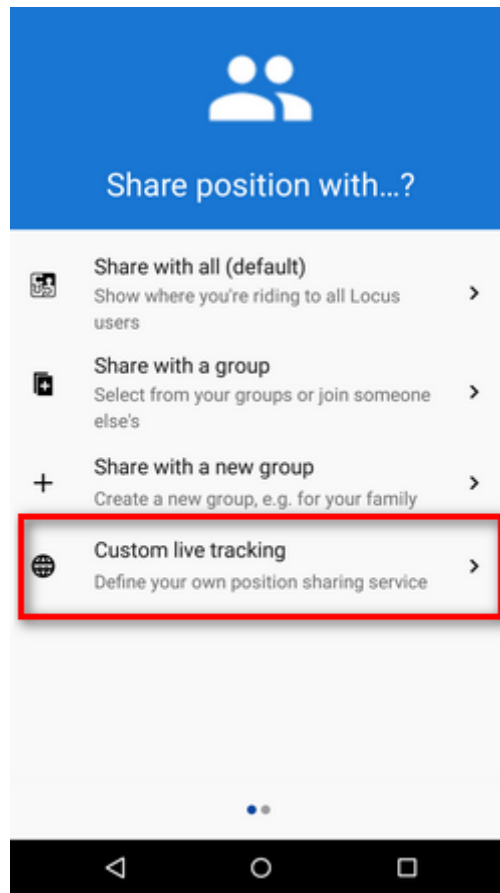 Share position with...?
Share with all (default)
Show where you're riding to all Locus
users
Share with a group
Select from your groups or join someone
else's
Share with a new group
Create a new group, e.g. for your family
Custom live tracking
Define your own position sharing service